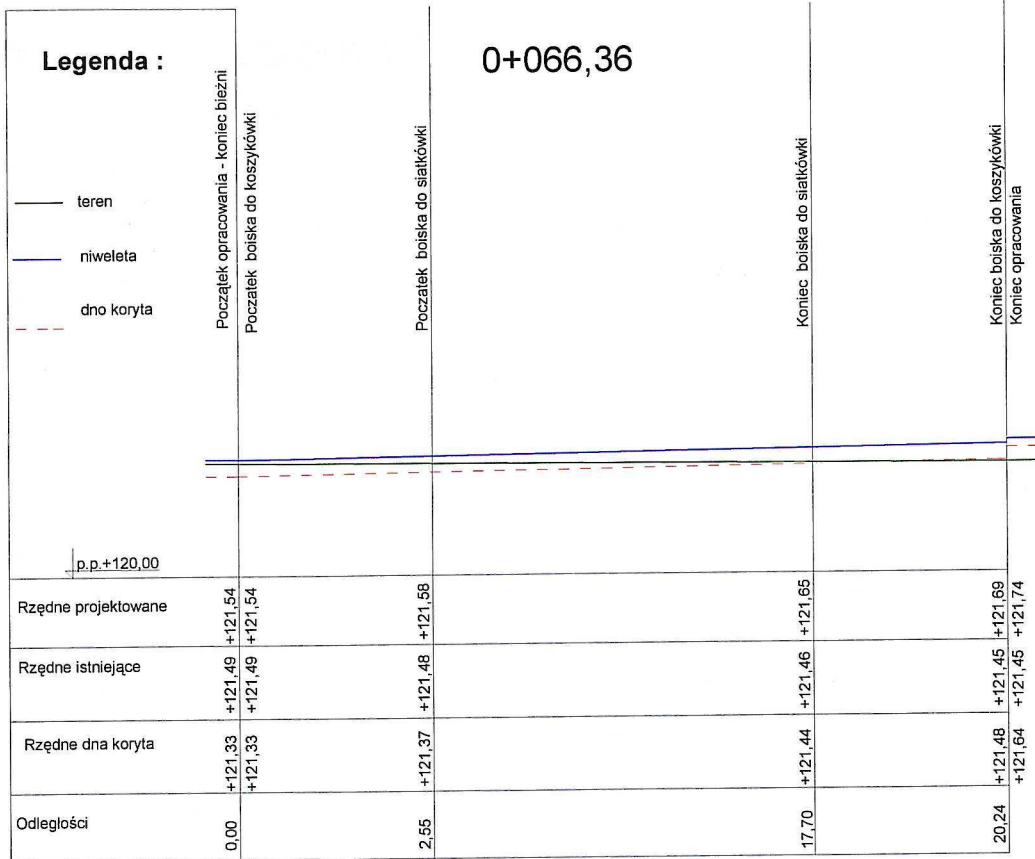 Legenda :
0+066,36
teren
niweleta
dno koryta
Początek opracowania - koniec bieżni
Poczatek boiska do koszykówki
Poczatek boiska do siatkówki
Koniec boiska do siatkówki
Koniec boiska do koszykówki
Koniec opracowania
p.p.+120,00
Rzędne projektowane
+121,54
+121,54
+121,58
+121,65
+121,69
+121,74
Rzędne istniejące
+121,49
+121,49
+121,48
+121,46
+121,45
+121,45
Rzędne dna koryta
+121,33
+121,33
+121,37
+121,44
+121,48
+121,64
Odległości
0,00
2,55
17,70
20,24